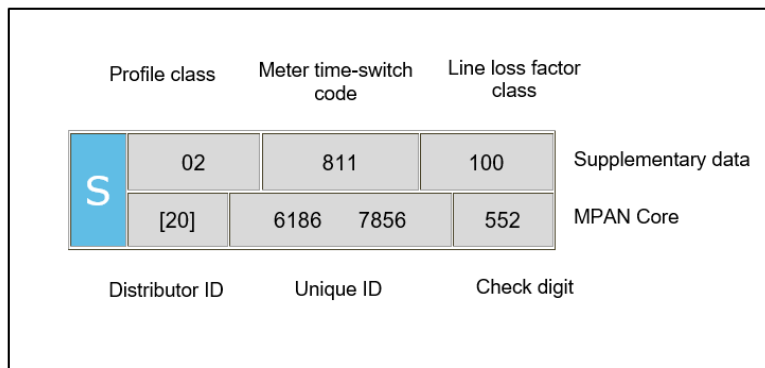 Profile class Meter time-switch code Line loss factor class
S 02 811 100 Supplementary data
[20] 6186 7856 552 MPAN Core
Distributor ID Unique ID Check digit